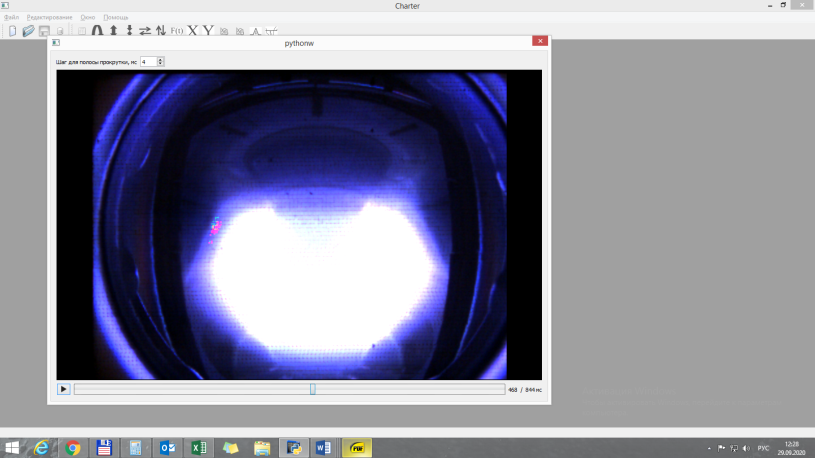 Charter
Файл Редактирование Окно Помощь
F(t) X Y
pythonw
Шаг для полосы прокрутки, мс 4
468 / 844 мс
PDF
РУС
12:28
29.09.2020